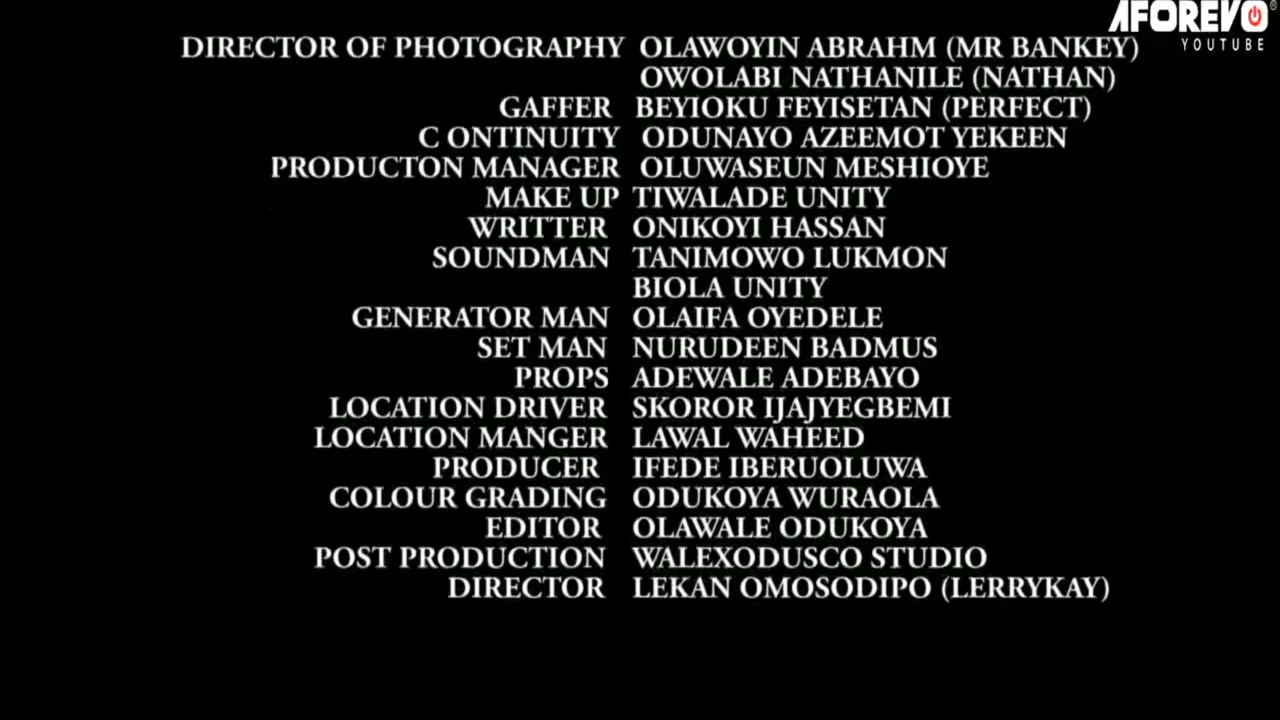 AFOREVO
YOUTUBE
DIRECTOR OF PHOTOGRAPHY OLAWOYIN ABRAHM (MR BANKEY)
OWOLABI NATHANILE (NATHAN)
GAFFER BEYIOKU FEYISETAN (PERFECT)
C ONTINUITY ODUNAYO AZEEMOT YEKEEN
PRODUCTON MANAGER OLUWASEUN MESHIOYE
MAKE UP TIWALADE UNITY
WRITTER ONIKOYI HASSAN
SOUNDMAN TANIMOWO LUKMON
BIOLA UNITY
GENERATOR MAN OLAIFA OYEDELE
SET MAN NURUDEEN BADMUS
PROPS ADEWALE ADEBAYO
LOCATION DRIVER SKOROR IJAJYEGBEMI
LOCATION MANGER LAWAL WAHEED
PRODUCER IFEDE IBERUOLUWA
COLOUR GRADING ODUKOYA WURAOLA
EDITOR OLAWALE ODUKOYA
POST PRODUCTION WALEXODUSCO STUDIO
DIRECTOR LEKAN OMOSODIPO (LERRYKAY)